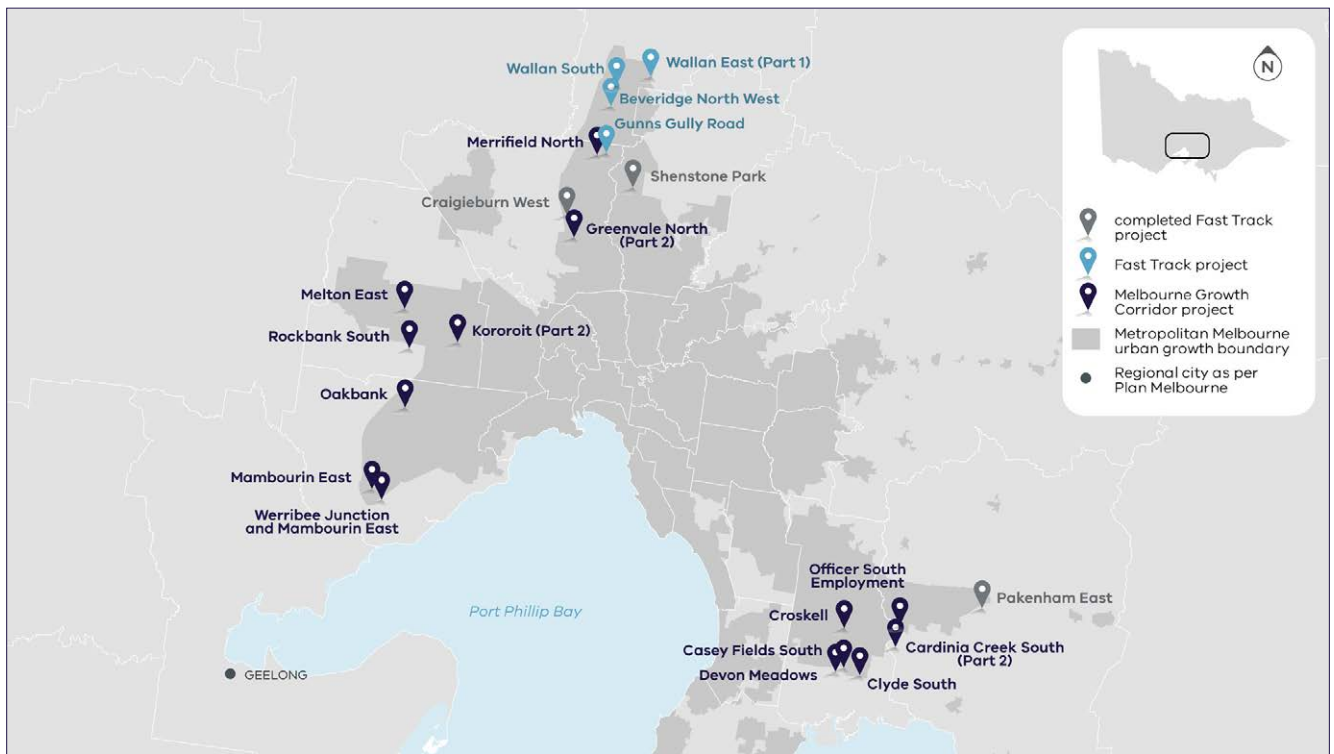 Wallan South
Wallan East (Part 1)
Beveridge North West
Gunns Gully Road
Merrifield North
Shenstone Park
Craigieburn West
Greenvale North
(Part 2)
Melton East
Rockbank South
Kororoit (Part 2)
Oakbank
Mambourin East
Werribee Junction
and Mambourin East
Port Phillip Bay
GEELONG
Officer South
Employment
Pakenham East
Croskell
Casey Fields South
Cardinia Creek South
(Part 2)
Devon Meadows
Clyde South
N
completed Fast Track
project
Fast Track project
Melbourne Growth
Corridor project
Metropolitan Melbourne
urban growth boundary
Regional city as per
Plan Melbourne